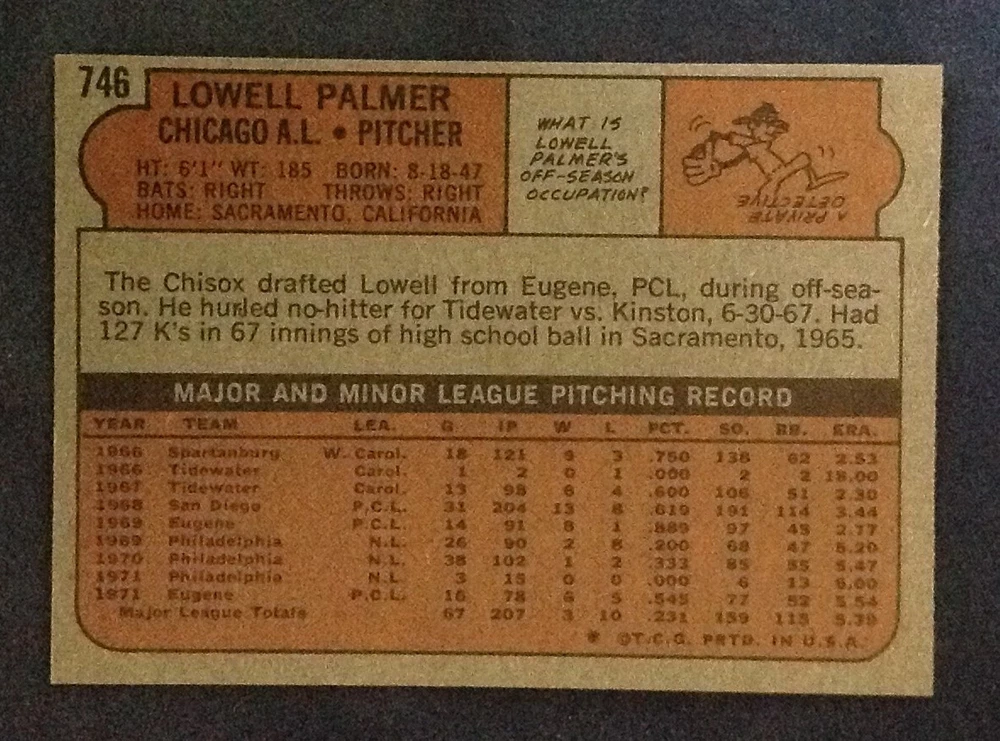 746
LOWELL PALMER
CHICAGO A.L. • PITCHER
HT: 6'1" WT: 185 BORN: 8-18-47
BATS: RIGHT THROWS: RIGHT
HOME: SACRAMENTO, CALIFORNIA
WHAT IS
LOWELL
PALMER'S
OFF-SEASON
OCCUPATION?
A PRIVATE
DETECTIVE
The Chisox drafted Lowell from Eugene, PCL, during off-sea-
son. He hurled no-hitter for Tidewater vs. Kinston, 6-30-67. Had
127 K's in 67 innings of high school ball in Sacramento, 1965.
MAJOR AND MINOR LEAGUE PITCHING RECORD
YEAR TEAM LEA. G IP W L PCT. SO. BB. ERA.
1966 Spartanburg W. Carol. 18 121 9 3 .750 138 62 2.53
1966 Tidewater Carol. 1 2 0 1 .000 2 2 18.00
1967 Tidewater Carol. 13 98 6 4 .600 106 51 2.30
1968 San Diego P.C.L. 31 204 13 8 .619 191 114 3.44
1969 Eugene P.C.L. 14 91 8 1 .889 97 45 2.77
1969 Philadelphia N.L. 26 90 2 8 .200 68 47 5.20
1970 Philadelphia N.L. 38 102 1 2 .333 85 55 5.47
1971 Philadelphia N.L. 3 15 0 0 .000 6 13 6.00
1971 Eugene P.C.L. 16 78 6 5 .545 77 52 5.54
Major League Totals 67 207 3 10 .231 159 115 5.39
* ©T.C.G. PRTD. IN U.S.A.